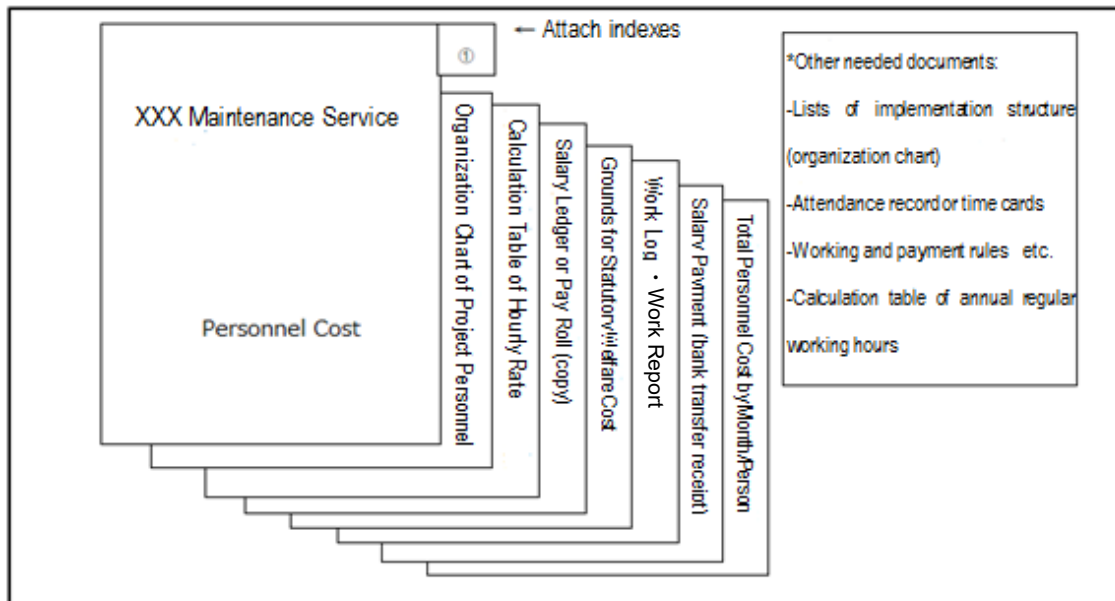 ① ← Attach indexes
XXX Maintenance Service
Personnel Cost
Organization Chart of Project Personnel
Calculation Table of Hourly Rate
Salary Ledger or Pay Roll (copy)
Grounds for Statutory Welfare Cost
Work Log ・Work Report
Salary Payment (bank transfer receipt)
Total Personnel Cost by Month/Person
*Other needed documents:
-Lists of implementation structure
(organization chart)
-Attendance record or time cards
-Working and payment rules etc.
-Calculation table of annual regular
working hours